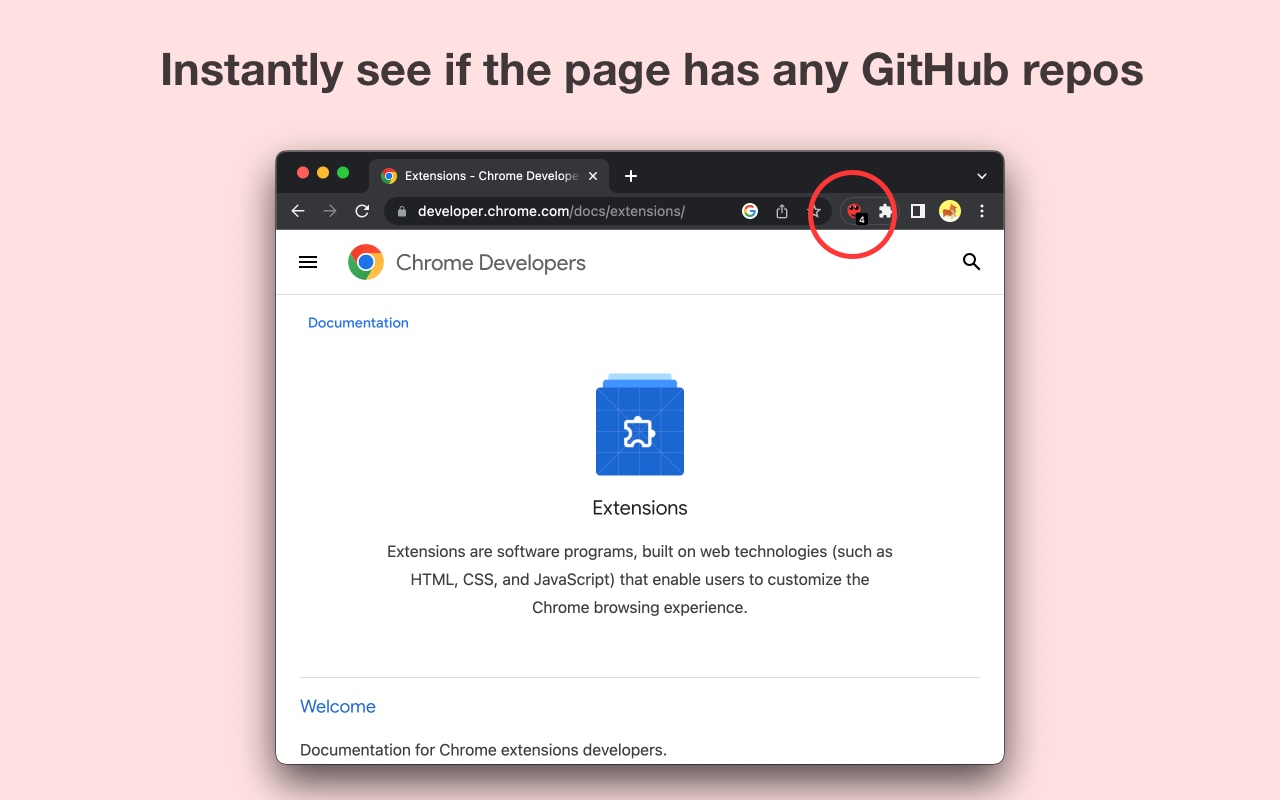 Instantly see if the page has any GitHub repos
Extensions - Chrome Develope
developer.chrome.com/docs/extensions/
4
Chrome Developers
Documentation
Extensions
Extensions are software programs, built on web technologies (such as
HTML, CSS, and JavaScript) that enable users to customize the
Chrome browsing experience.
Welcome
Documentation for Chrome extensions developers.